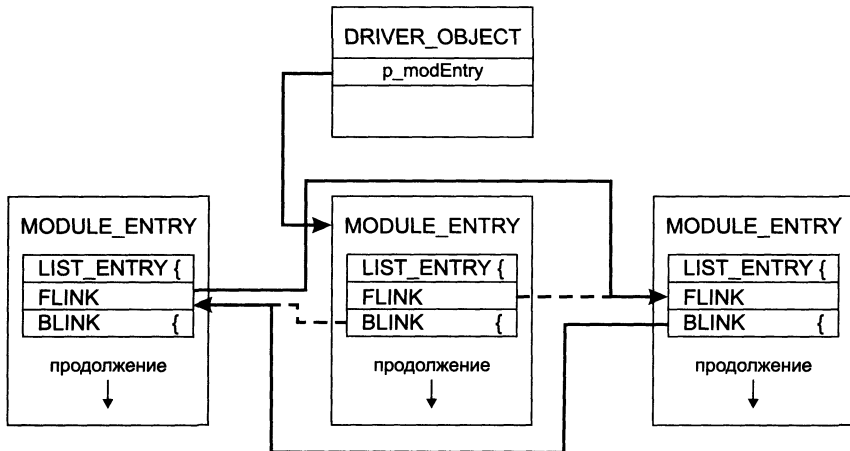 DRIVER_OBJECT
p_modEntry
MODULE_ENTRY
LIST_ENTRY {
FLINK
BLINK {
продолжение
MODULE_ENTRY
LIST_ENTRY {
FLINK
BLINK {
продолжение
MODULE_ENTRY
LIST_ENTRY {
FLINK
BLINK {
продолжение